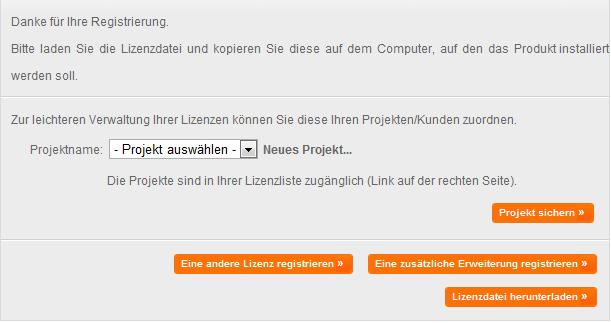 Danke für Ihre Registrierung.
Bitte laden Sie die Lizenzdatei und kopieren Sie diese auf dem Computer, auf den das Produkt installiert
werden soll.
Zur leichteren Verwaltung Ihrer Lizenzen können Sie diese Ihren Projekten/Kunden zuordnen.
Projektname: - Projekt auswählen - Neues Projekt...
Die Projekte sind in Ihrer Lizenzliste zugänglich (Link auf der rechten Seite).
Projekt sichern »
Eine andere Lizenz registrieren » Eine zusätzliche Erweiterung registrieren »
Lizenzdatei herunterladen »